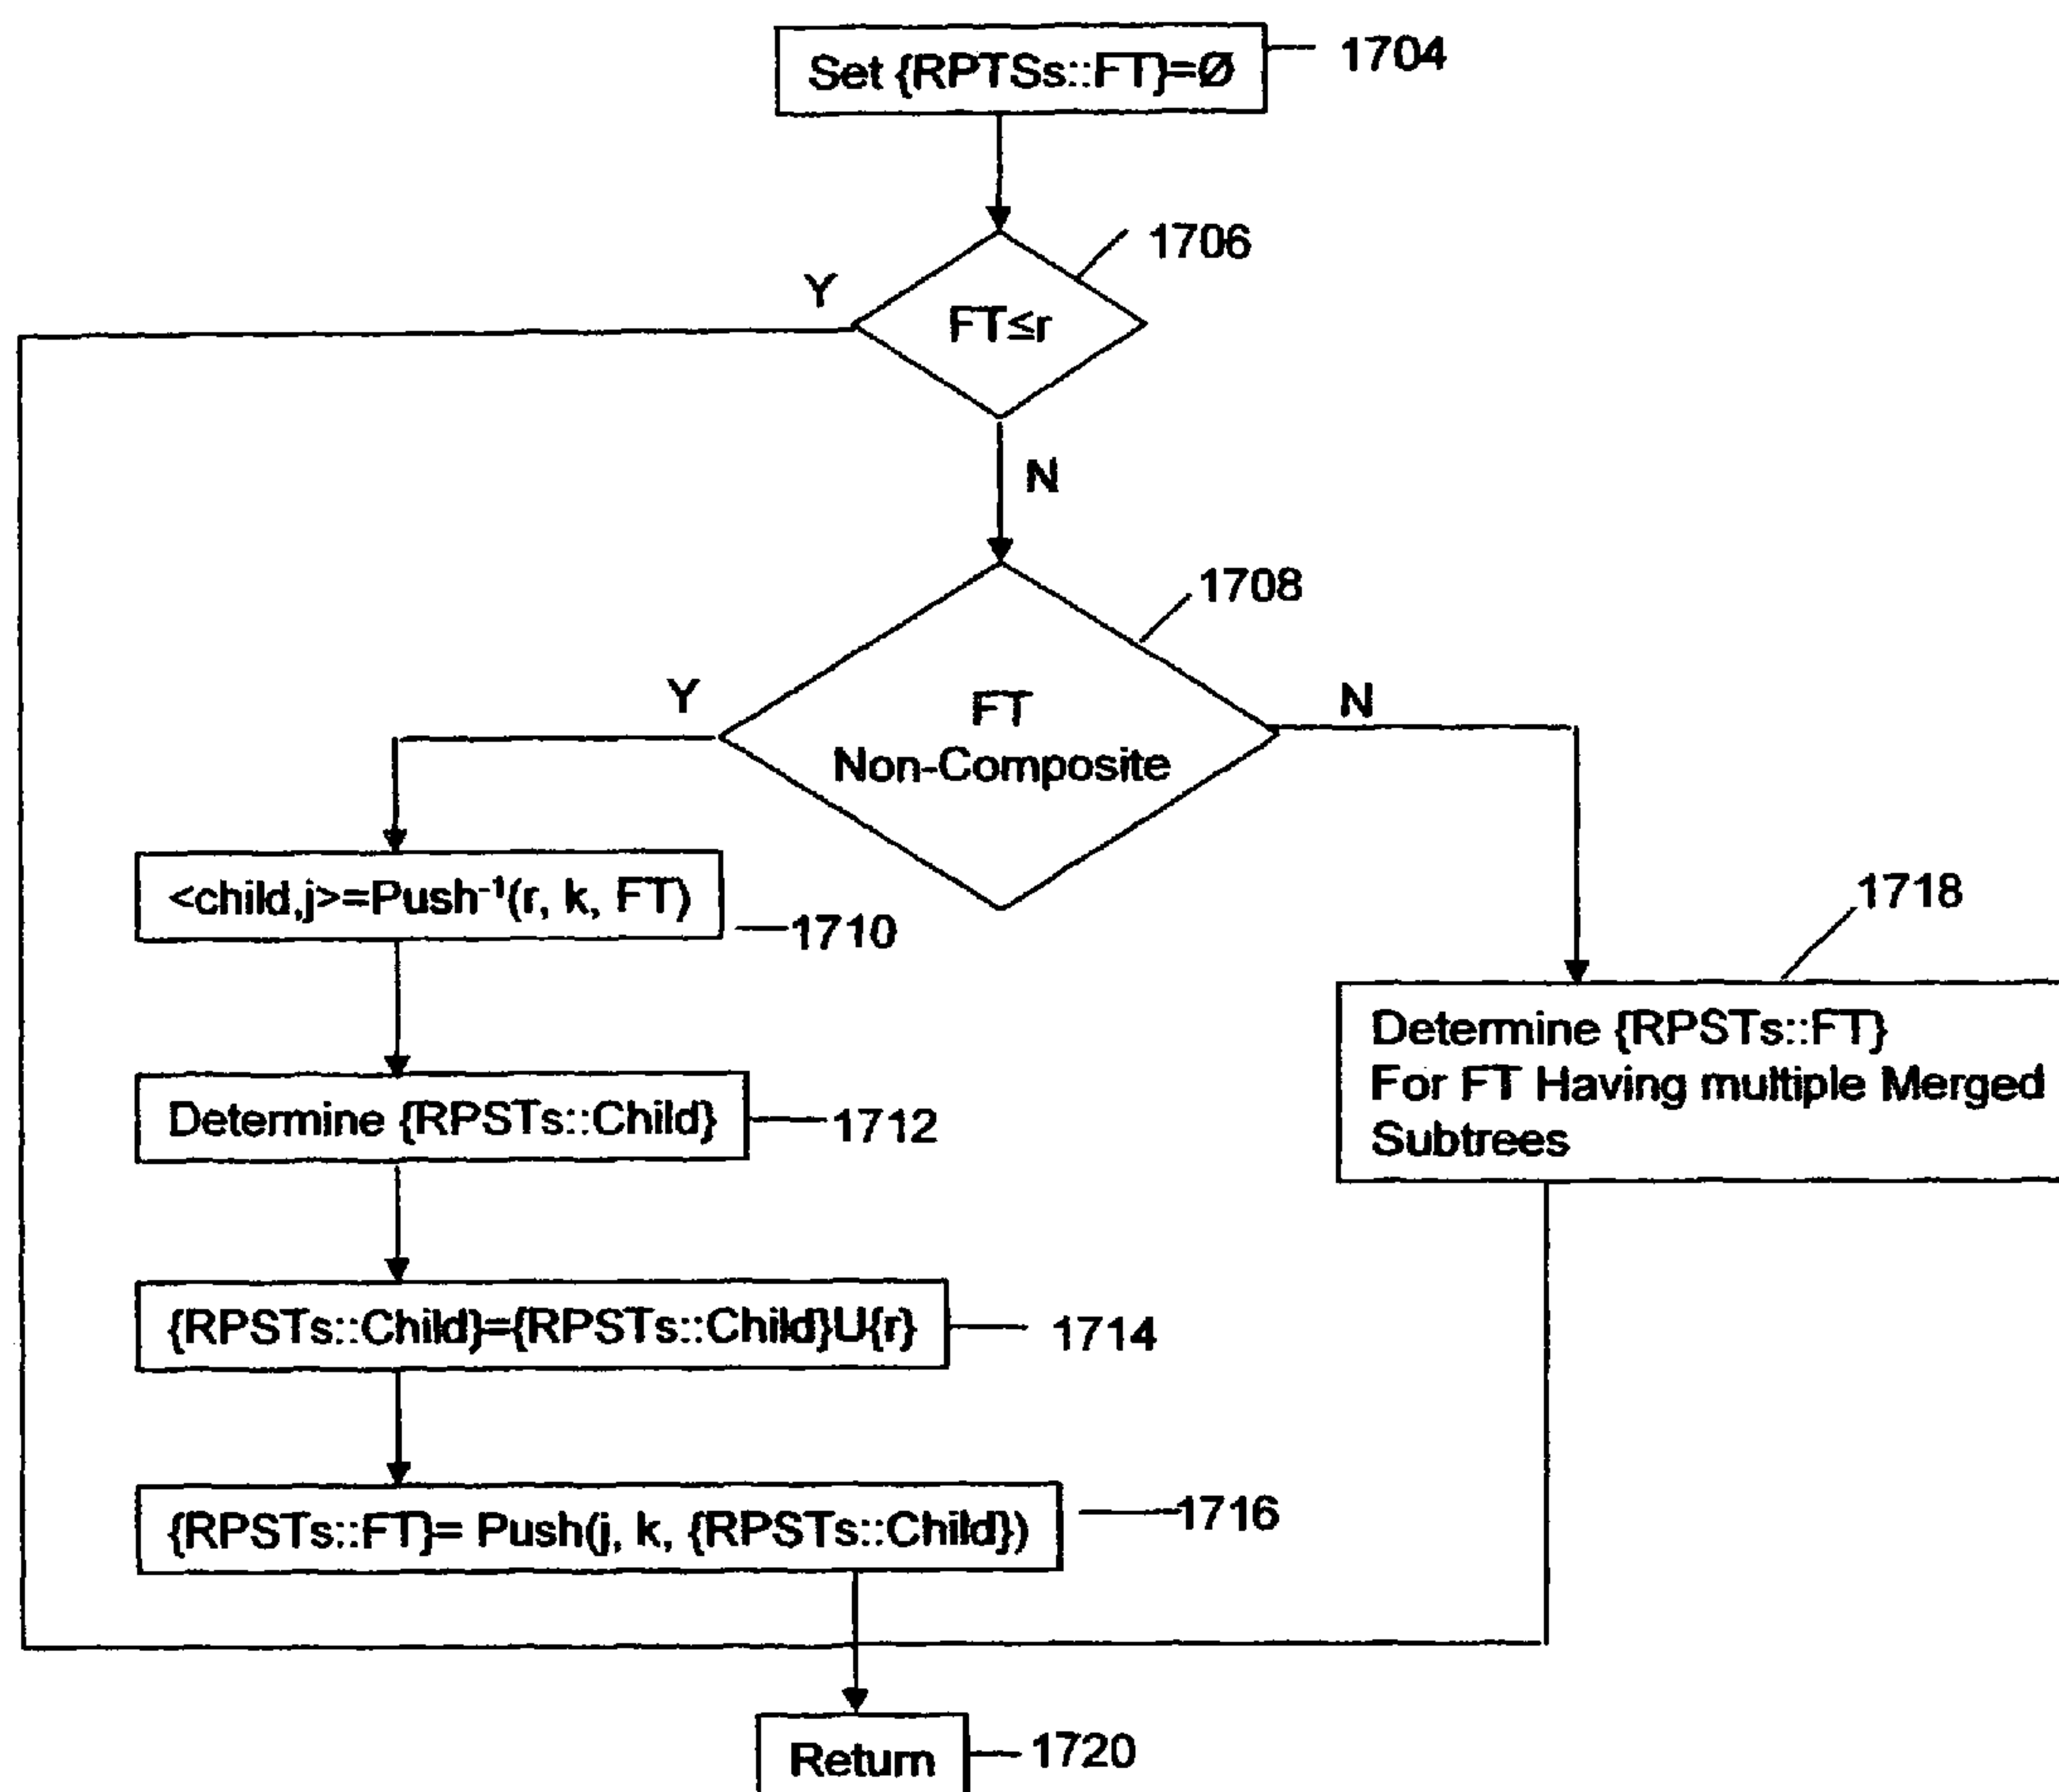 Set {RPTSs::FT}=Ø
1704
1706
Y
FT≤r
N
1708
Y
FT
Non-Composite
N
<child,j>=Push⁻¹(r, k, FT)
1710
1718
Determine {RPSTs::FT}
For FT Having multiple Merged
Subtrees
Determine {RPSTs::Child}
1712
{RPSTs::Child}={RPSTs::Child}U{r}
1714
{RPSTs::FT}= Push(j, k, {RPSTs::Child})
1716
Return
1720